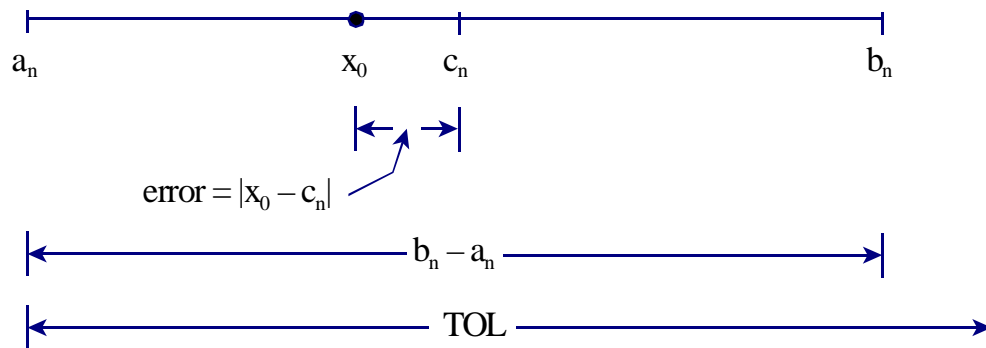 aₙ x₀ cₙ bₙ
error = |x₀ – cₙ|
bₙ – aₙ
TOL